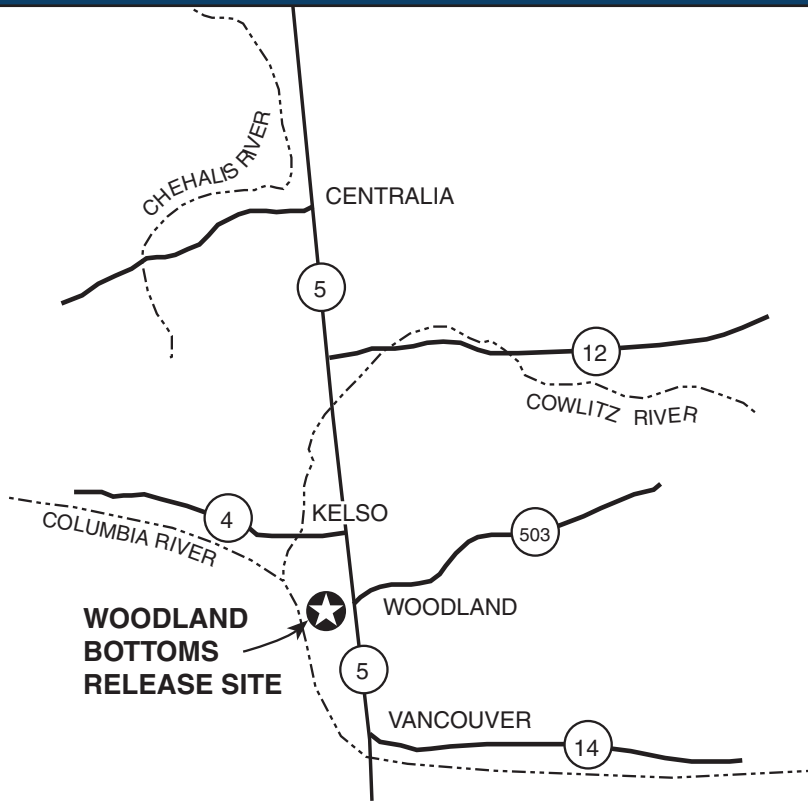 CHEHALIS RIVER
CENTRALIA
5
12
COWLITZ RIVER
4
KELSO
503
COLUMBIA RIVER
WOODLAND
WOODLAND
BOTTOMS
RELEASE SITE
5
VANCOUVER
14